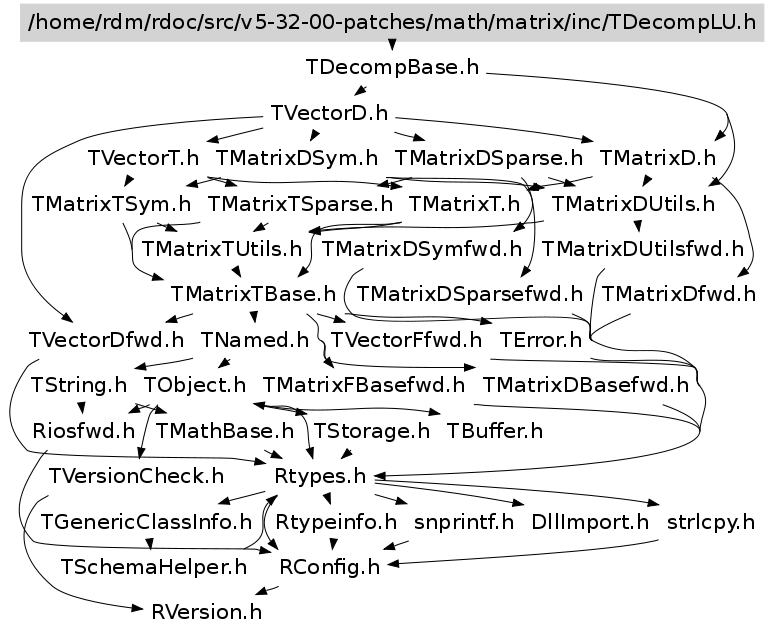 /home/rdm/rdoc/src/v5-32-00-patches/math/matrix/inc/TDecompLU.h
TDecompBase.h
TVectorD.h
TVectorT.h TMatrixDSym.h TMatrixDSparse.h TMatrixD.h
TMatrixTSym.h TMatrixTSparse.h TMatrixT.h TMatrixDUtils.h
TMatrixTUtils.h TMatrixDSymfwd.h TMatrixDUtilsfwd.h
TMatrixTBase.h TMatrixDSparsefwd.h TMatrixDfwd.h
TVectorDfwd.h TNamed.h TVectorFfwd.h TError.h
TString.h TObject.h TMatrixFBasefwd.h TMatrixDBasefwd.h
Riosfwd.h TMathBase.h TStorage.h TBuffer.h
TVersionCheck.h Rtypes.h
TGenericClassInfo.h Rtypeinfo.h snprintf.h DllImport.h strlcpy.h
TSchemaHelper.h RConfig.h
RVersion.h